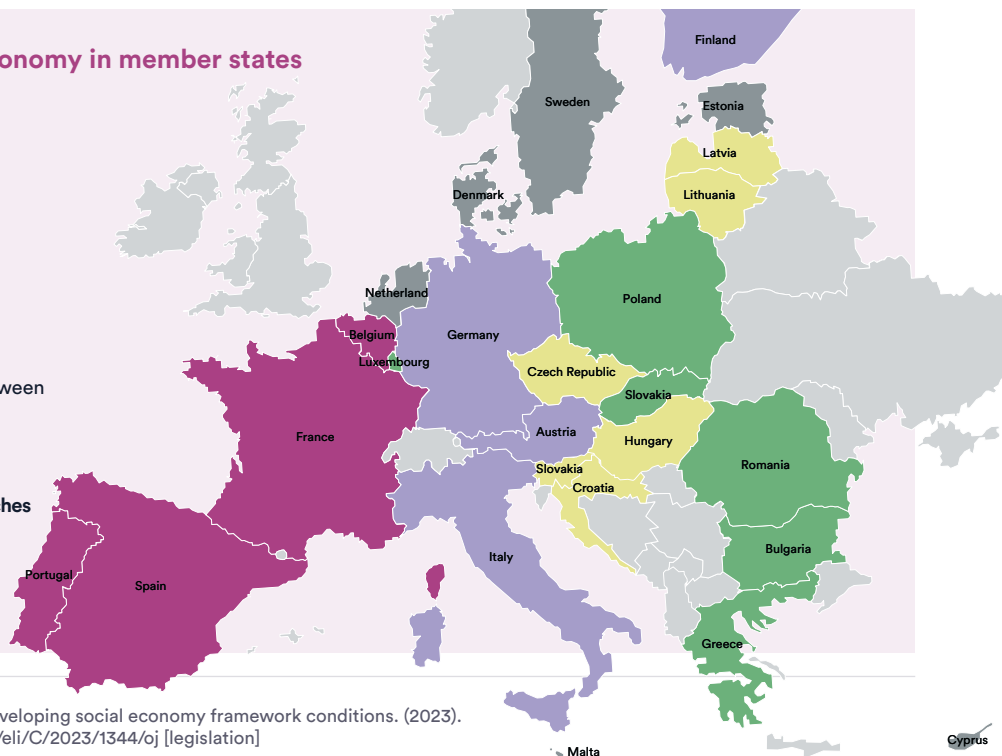 onomy in member states
Finland
Sweden
Estonia
Latvia
Lithuania
Denmark
Netherland
Poland
Belgium
Germany
Luxembourg
Czech Republic
ween
Slovakia
Austria
France
Hungary
Slovakia
Romania
Croatia
ches
Bulgaria
Italy
Portugal
Spain
Greece
veloping social economy framework conditions. (2023).
/eli/C/2023/1344/oj [legislation]
Cyprus
Malta